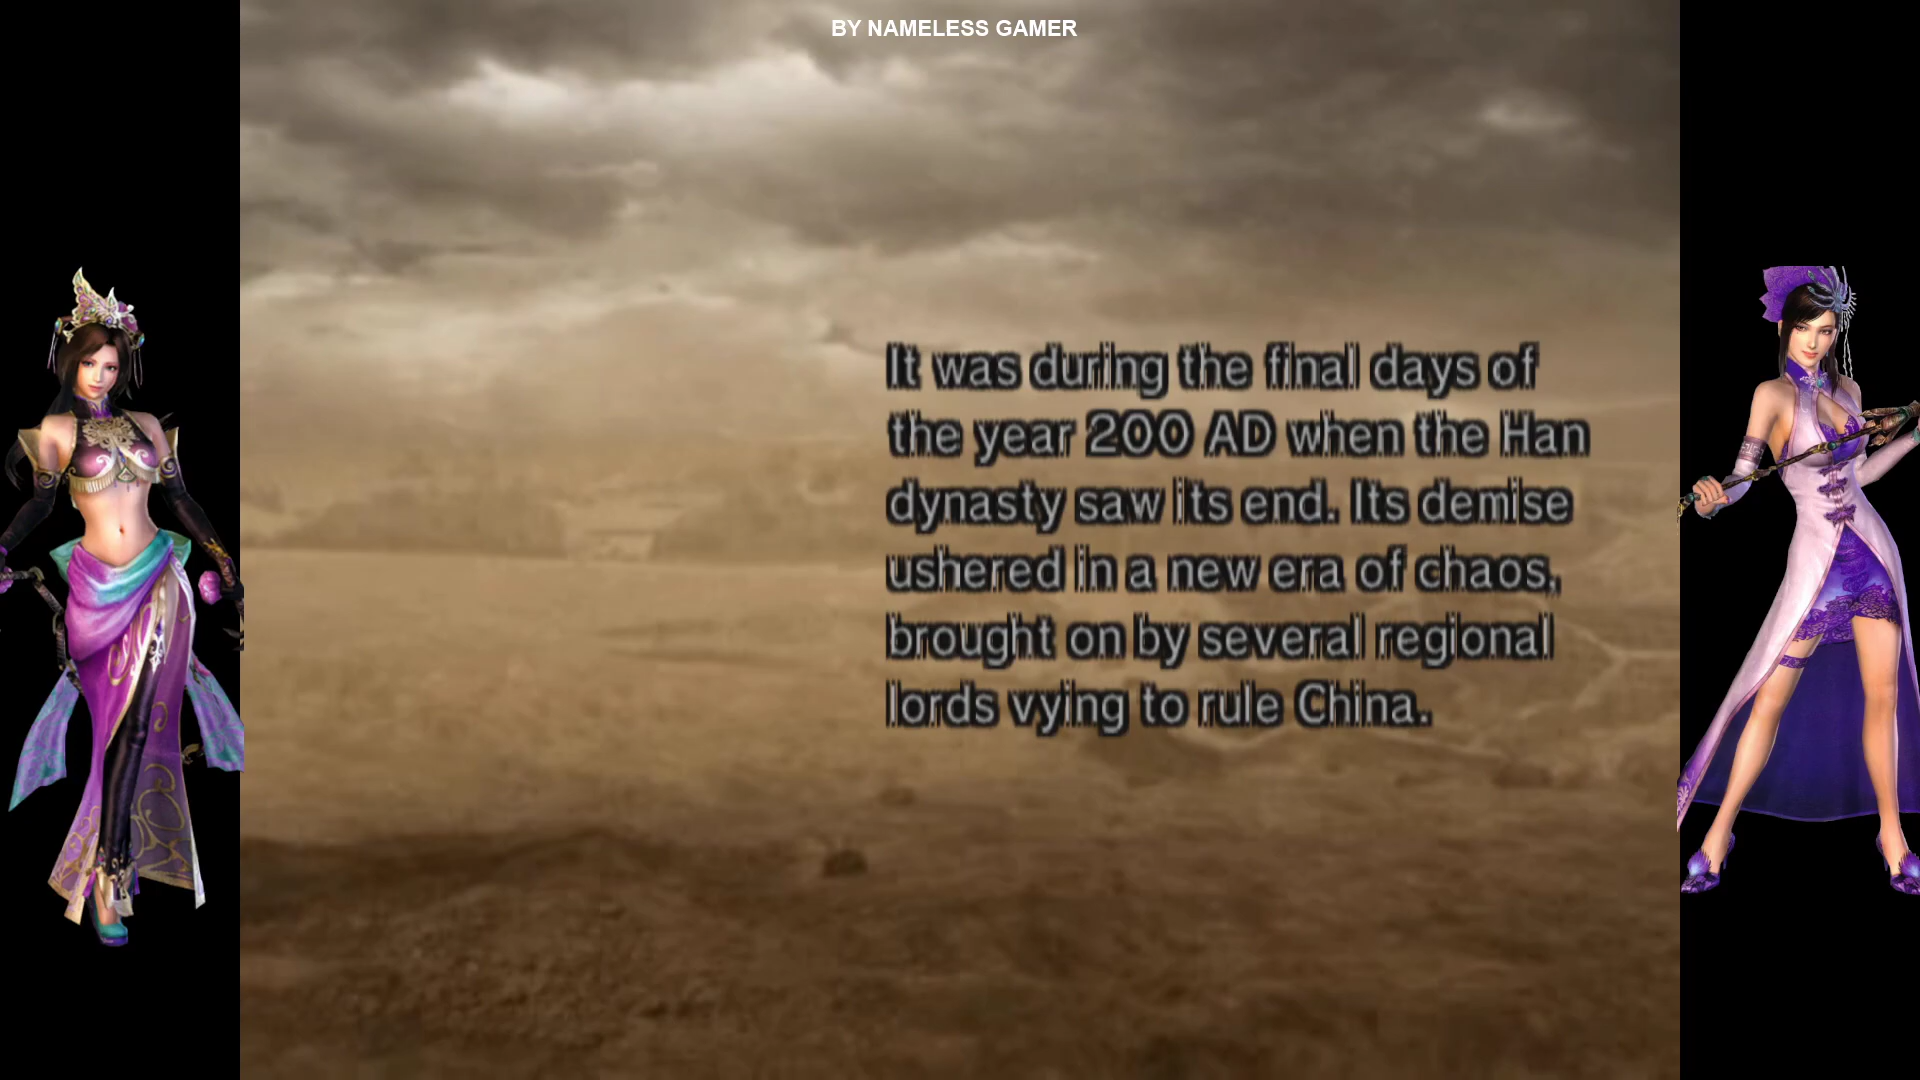 BY NAMELESS GAMER
It was during the final days of
the year 200 AD when the Han
dynasty saw its end. Its demise
ushered in a new era of chaos,
brought on by several regional
lords vying to rule China.